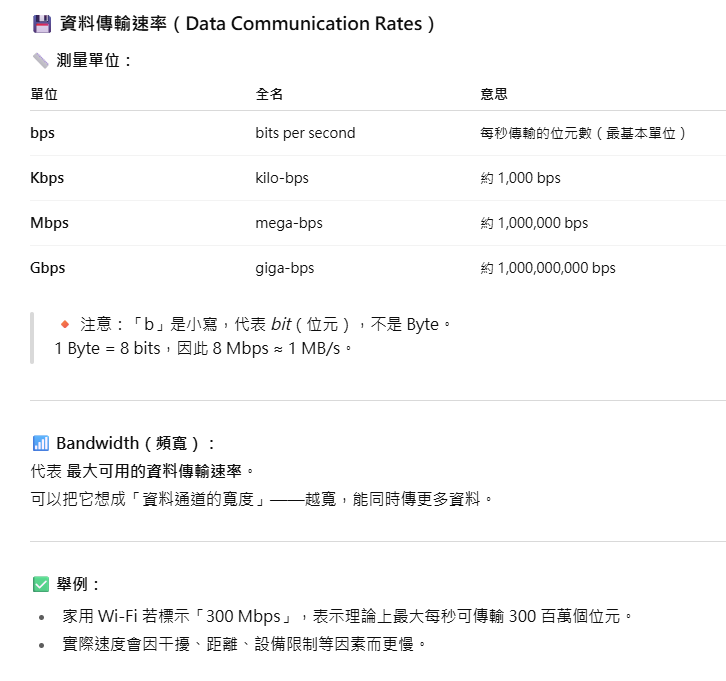 💾 資料傳輸速率（Data Communication Rates）
📏 測量單位：
單位 全名 意思
bps bits per second 每秒傳輸的位元數（最基本單位）
Kbps kilo-bps 約 1,000 bps
Mbps mega-bps 約 1,000,000 bps
Gbps giga-bps 約 1,000,000,000 bps
🔸 注意：「b」是小寫，代表 bit（位元），不是 Byte。
1 Byte = 8 bits，因此 8 Mbps ≈ 1 MB/s。
📶 Bandwidth（頻寬）：
代表 最大可用的資料傳輸速率。
可以把它想成「資料通道的寬度」——越寬，能同時傳更多資料。
✅ 舉例：
• 家用 Wi-Fi 若標示「300 Mbps」，表示理論上最大每秒可傳輸 300 百萬個位元。
• 實際速度會因干擾、距離、設備限制等因素而更慢。